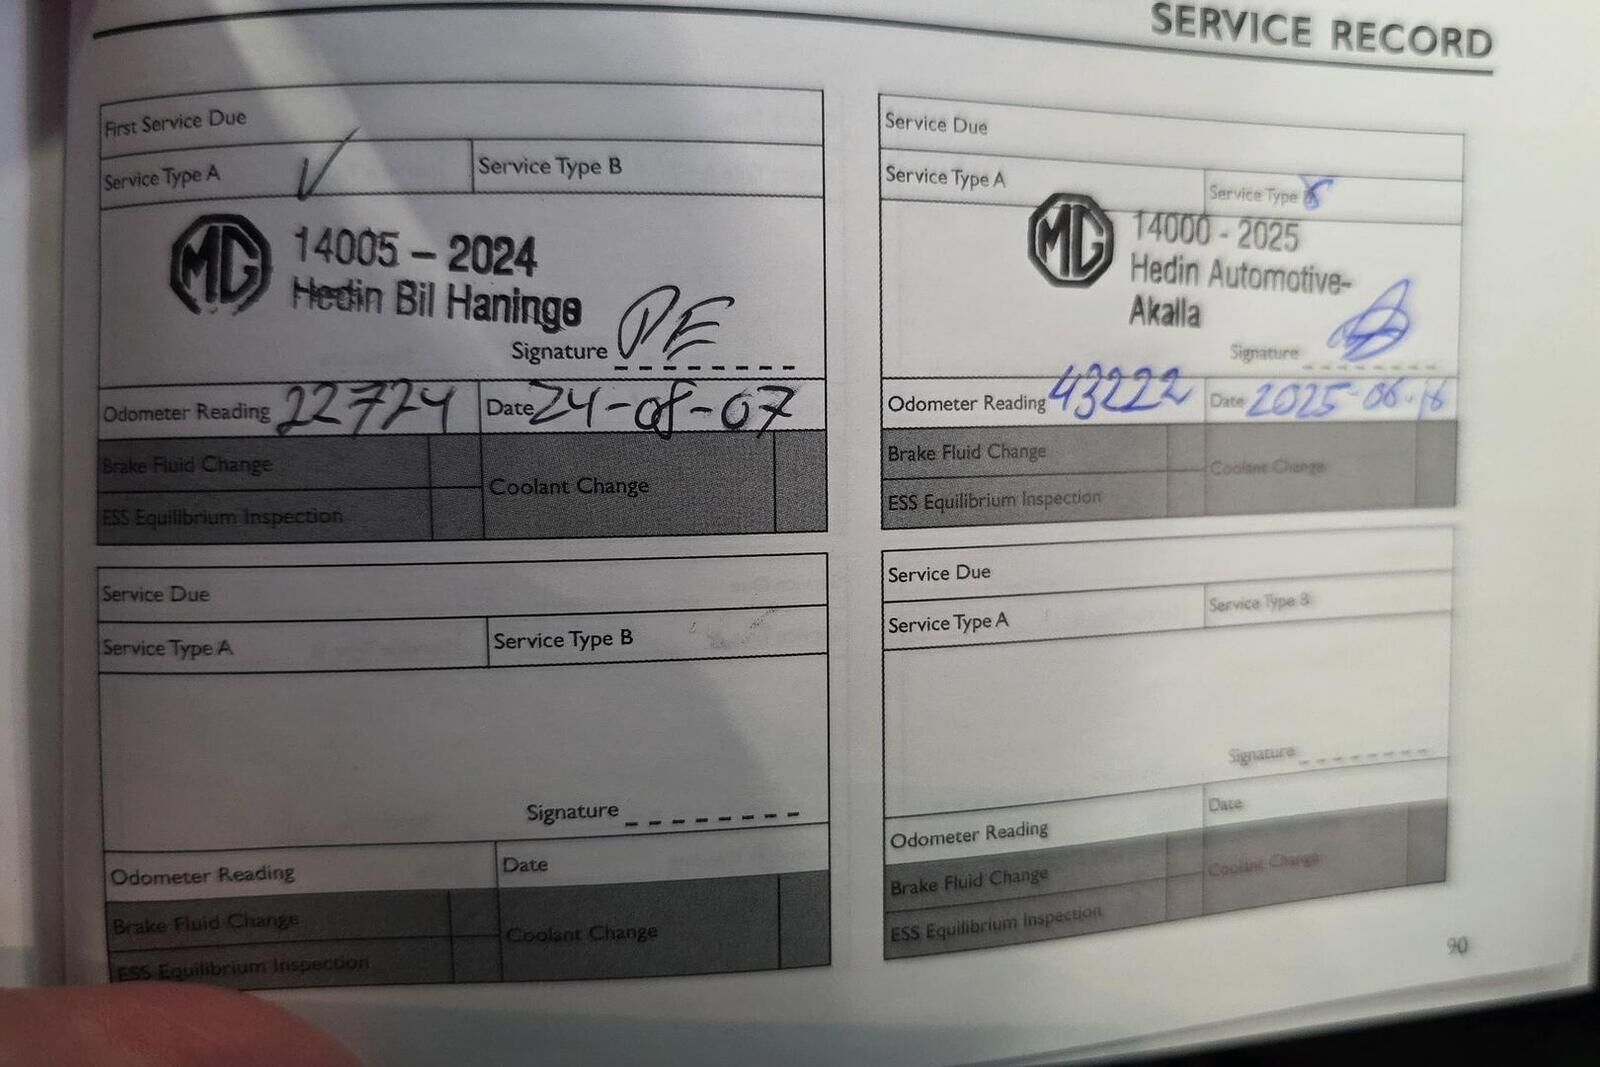 SERVICE RECORD
First Service Due
Service Type A
Service Type B
MG
14005 – 2024
Hedin Bil Haninge
Signature PE
Odometer Reading 22724
Date 24-08-07
Brake Fluid Change
Coolant Change
ESS Equilibrium Inspection
Service Due
Service Type A
Service Type
MG
14000 - 2025
Hedin Automotive-
Akalla
Signature
Odometer Reading 43222
Date 2025-06-
Brake Fluid Change
Coolant Change
ESS Equilibrium Inspection
Service Due
Service Type A
Service Type B
Signature
Odometer Reading
Date
Brake Fluid Change
Coolant Change
ESS Equilibrium Inspection
Service Due
Service Type A
Service Type B
Signature
Odometer Reading
Date
Brake Fluid Change
Coolant Change
ESS Equilibrium Inspection
90